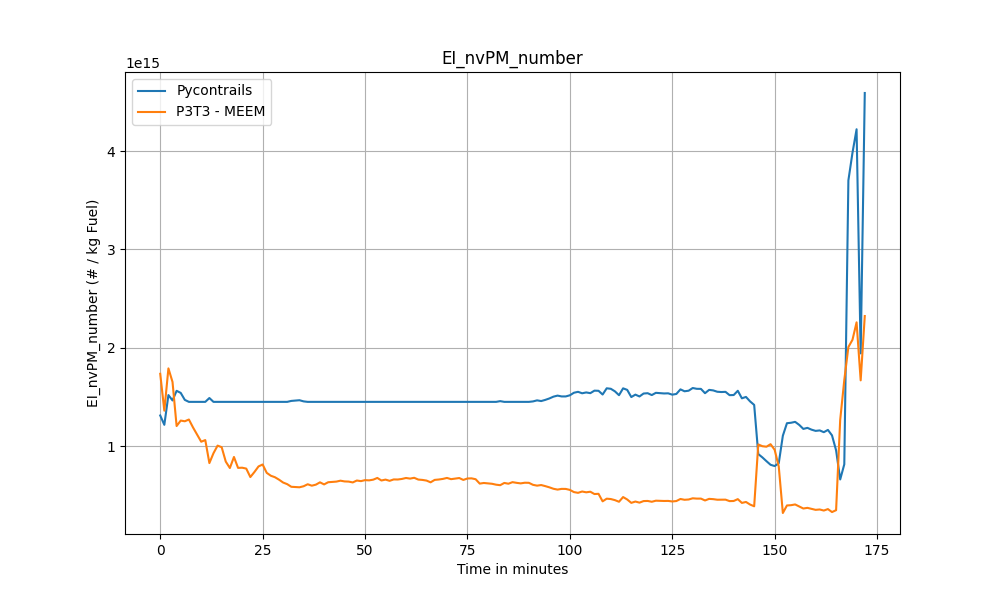 EI_nvPM_number
1e15
Pycontrails
P3T3 - MEEM
EI_nvPM_number (# / kg Fuel)
4
3
2
1
0 25 50 75 100 125 150 175
Time in minutes